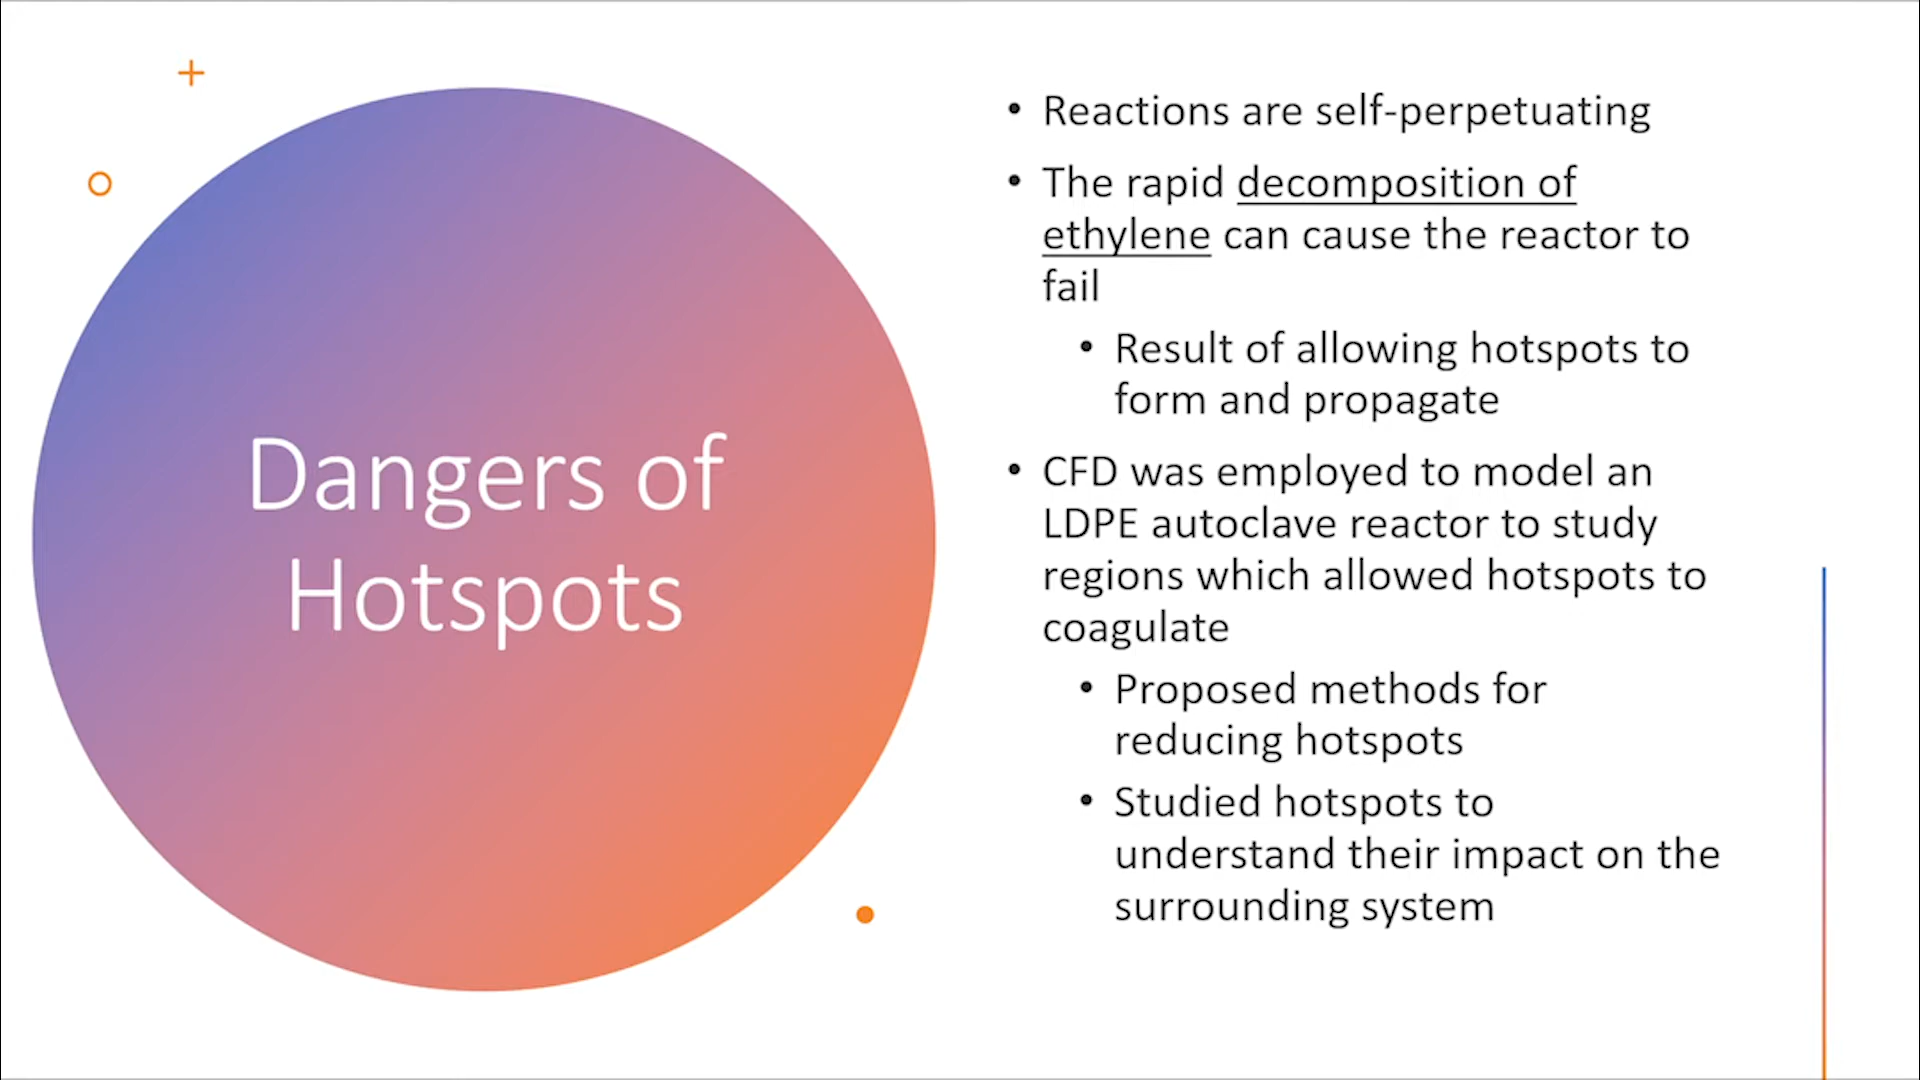 Dangers of
Hotspots
• Reactions are self-perpetuating
• The rapid decomposition of
ethylene can cause the reactor to
fail
• Result of allowing hotspots to
form and propagate
• CFD was employed to model an
LDPE autoclave reactor to study
regions which allowed hotspots to
coagulate
• Proposed methods for
reducing hotspots
• Studied hotspots to
understand their impact on the
surrounding system